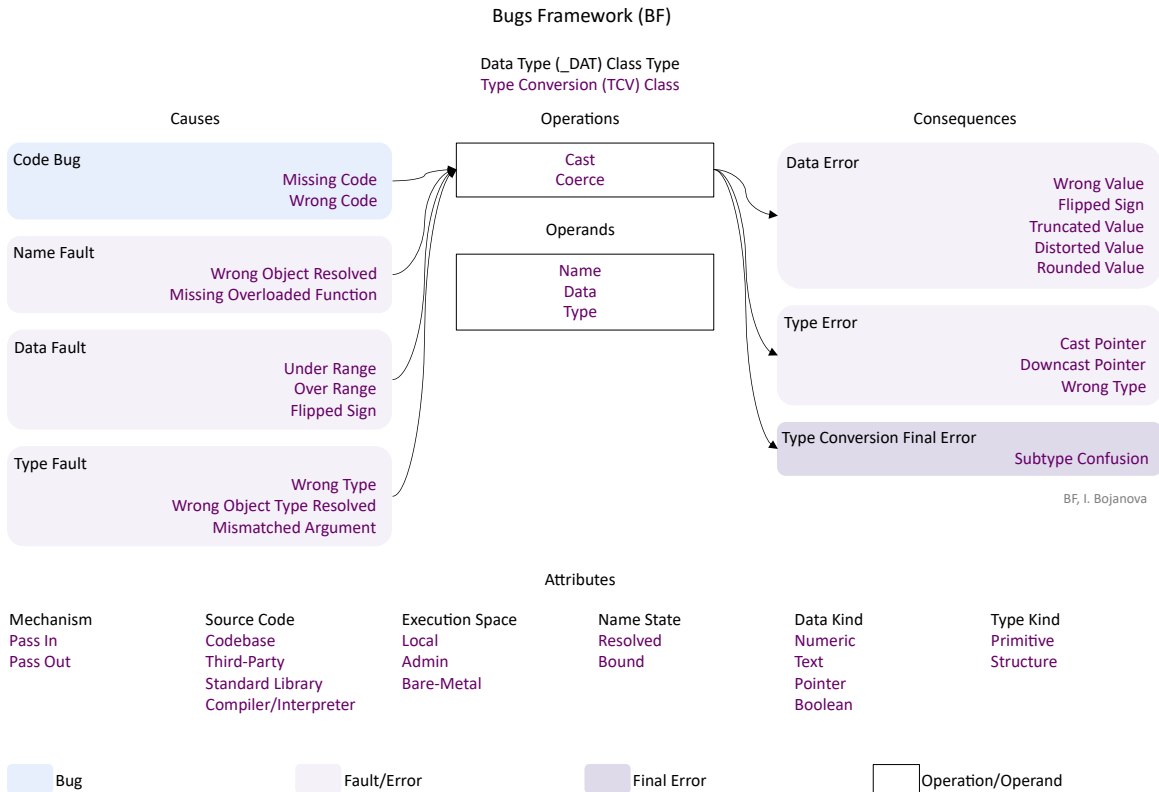 Bugs Framework (BF)
Data Type (_DAT) Class Type
Type Conversion (TCV) Class
Causes
Operations
Consequences
Code Bug
Missing Code
Wrong Code
Name Fault
Wrong Object Resolved
Missing Overloaded Function
Data Fault
Under Range
Over Range
Flipped Sign
Type Fault
Wrong Type
Wrong Object Type Resolved
Mismatched Argument
Cast
Coerce
Operands
Name
Data
Type
Data Error
Wrong Value
Flipped Sign
Truncated Value
Distorted Value
Rounded Value
Type Error
Cast Pointer
Downcast Pointer
Wrong Type
Type Conversion Final Error
Subtype Confusion
BF, I. Bojanova
Attributes
Mechanism
Pass In
Pass Out
Source Code
Codebase
Third-Party
Standard Library
Compiler/Interpreter
Execution Space
Local
Admin
Bare-Metal
Name State
Resolved
Bound
Data Kind
Numeric
Text
Pointer
Boolean
Type Kind
Primitive
Structure
Bug
Fault/Error
Final Error
Operation/Operand